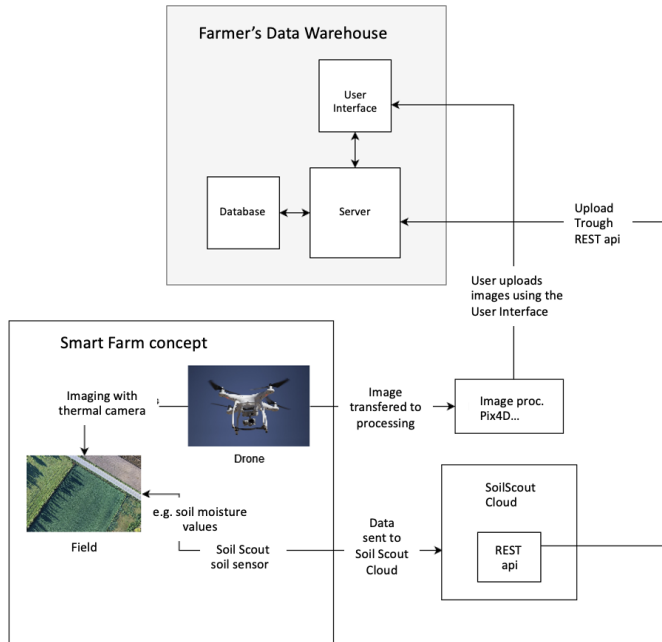 Farmer's Data Warehouse
User
Interface
Database
Server
Upload
Trough
REST api
User uploads
images using the
User Interface
Smart Farm concept
Imaging with
thermal camera
Drone
Image
transfered to
processing
Image proc.
Pix4D...
e.g. soil moisture
values
Field
Soil Scout
soil sensor
Data
sent to
Soil Scout
Cloud
SoilScout
Cloud
REST
api